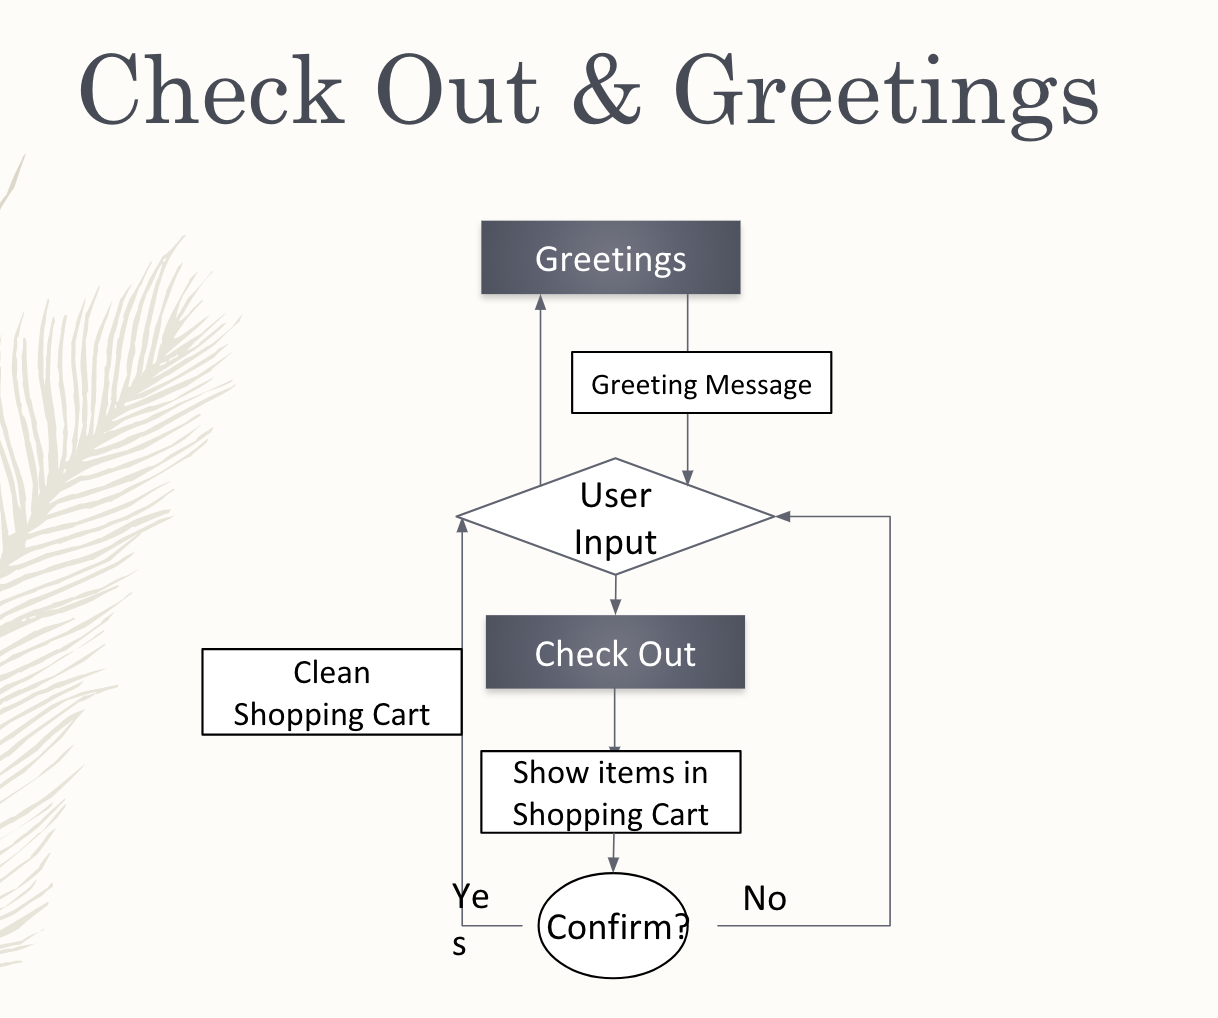 Check Out & Greetings
Greetings
Greeting Message
User
Input
Check Out
Clean
Shopping Cart
Show items in
Shopping Cart
Ye
s
Confirm?
No